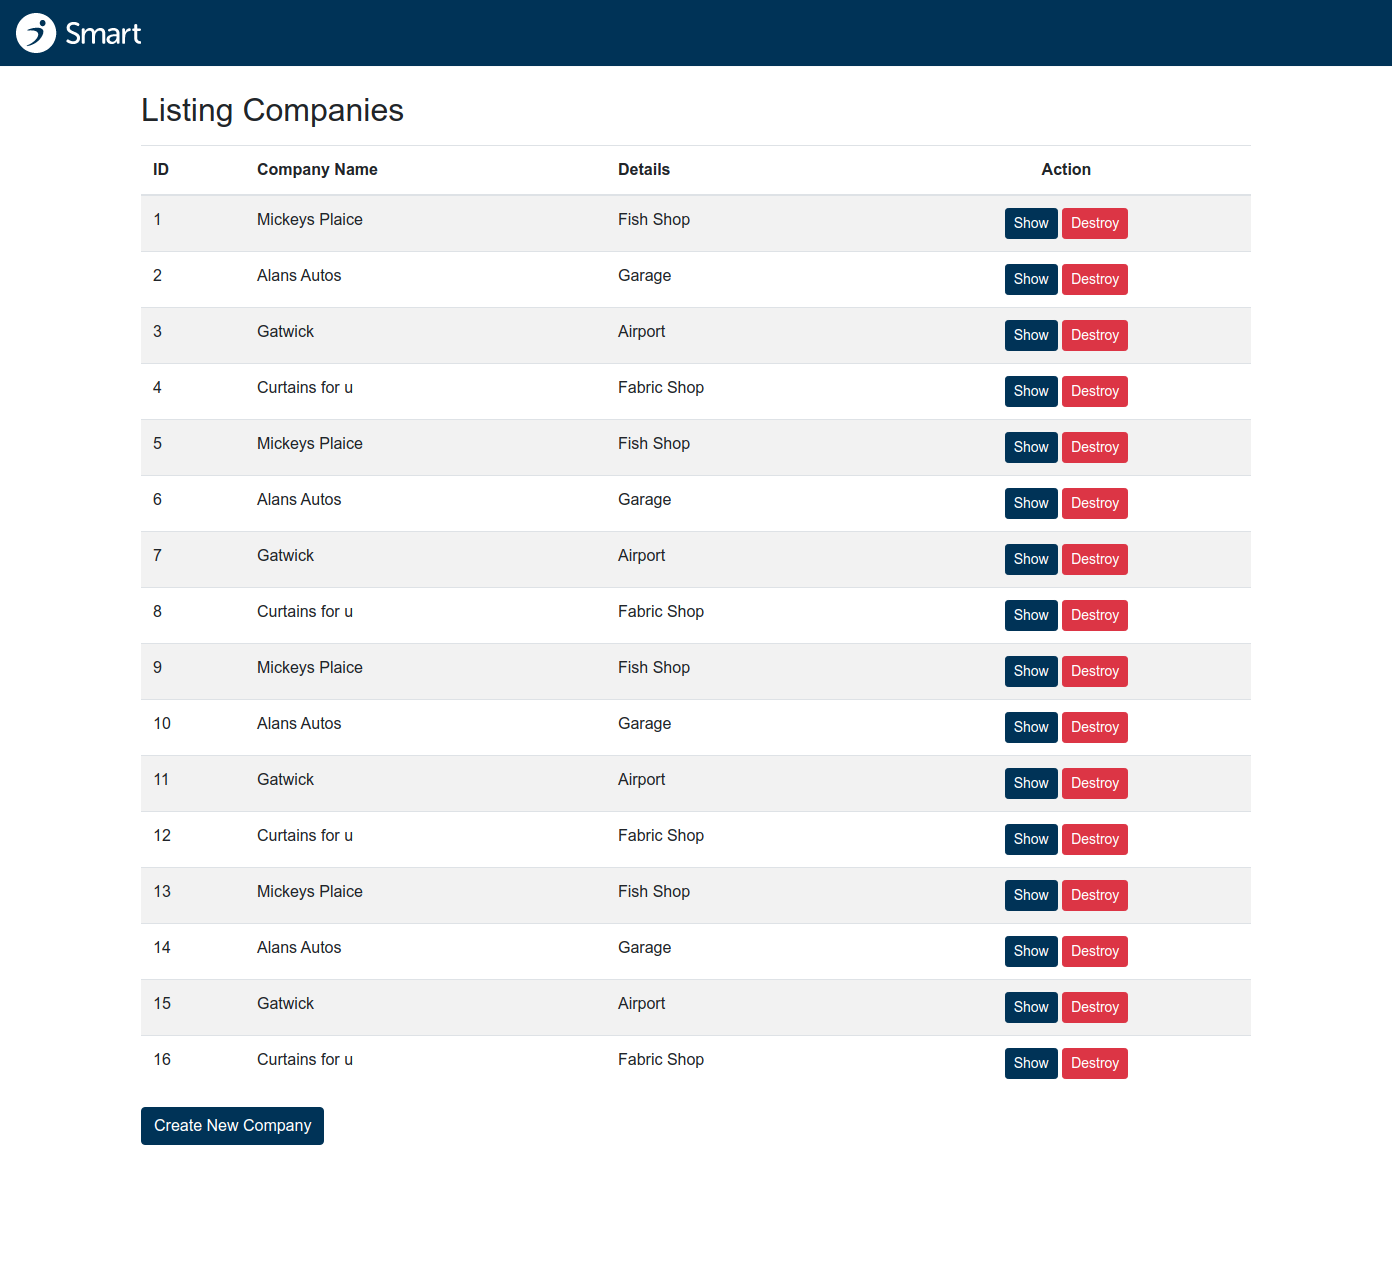 Smart
Listing Companies
ID Company Name Details Action
1 Mickeys Plaice Fish Shop Show Destroy
2 Alans Autos Garage Show Destroy
3 Gatwick Airport Show Destroy
4 Curtains for u Fabric Shop Show Destroy
5 Mickeys Plaice Fish Shop Show Destroy
6 Alans Autos Garage Show Destroy
7 Gatwick Airport Show Destroy
8 Curtains for u Fabric Shop Show Destroy
9 Mickeys Plaice Fish Shop Show Destroy
10 Alans Autos Garage Show Destroy
11 Gatwick Airport Show Destroy
12 Curtains for u Fabric Shop Show Destroy
13 Mickeys Plaice Fish Shop Show Destroy
14 Alans Autos Garage Show Destroy
15 Gatwick Airport Show Destroy
16 Curtains for u Fabric Shop Show Destroy
Create New Company